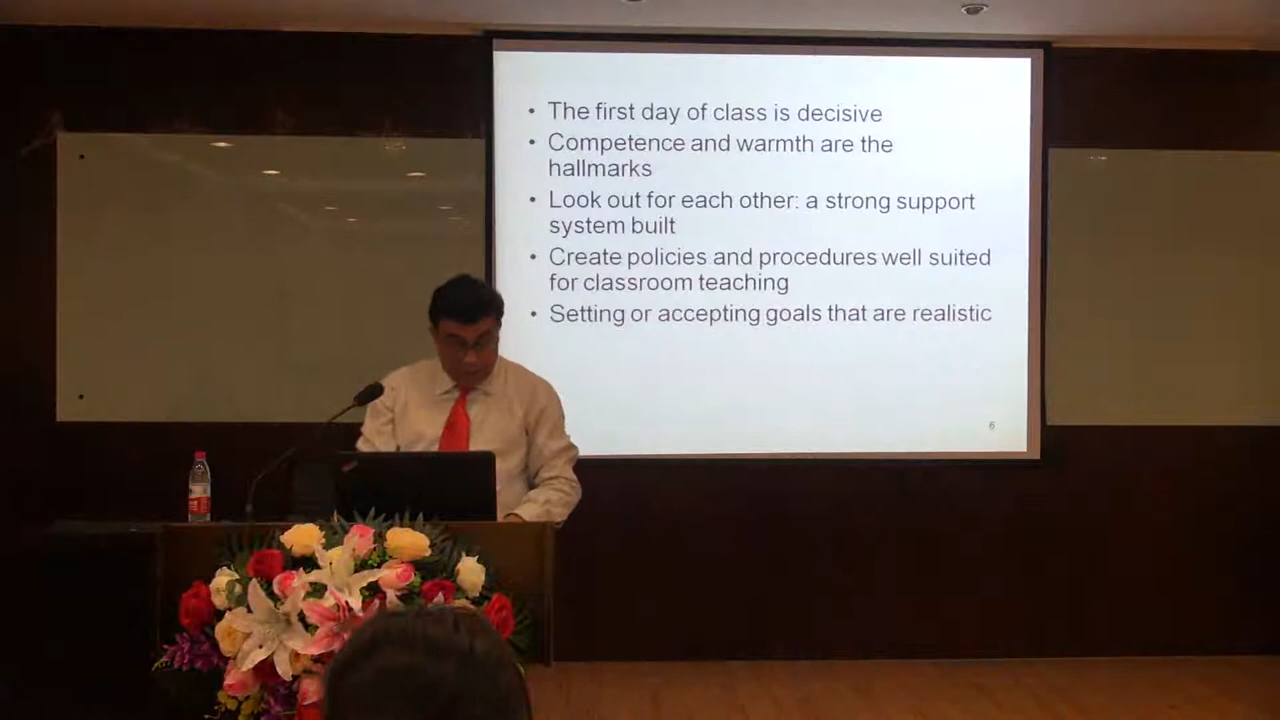 • The first day of class is decisive
• Competence and warmth are the
hallmarks
• Look out for each other: a strong support
system built
• Create policies and procedures well suited
for classroom teaching
• Setting or accepting goals that are realistic
6